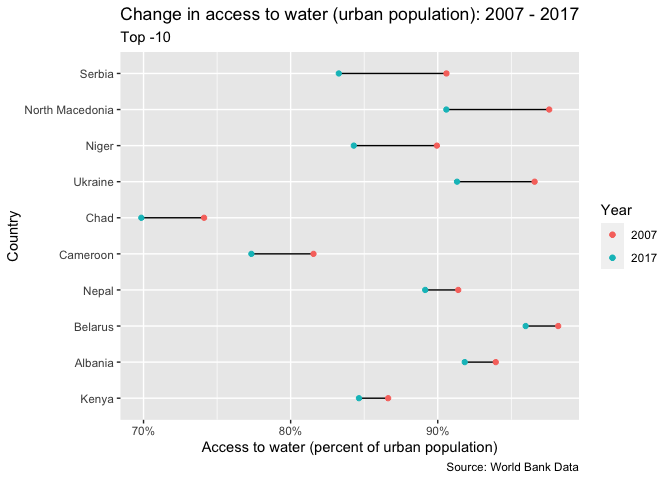 Change in access to water (urban population): 2007 - 2017
Top -10
Serbia
North Macedonia
Niger
Ukraine
Chad
Cameroon
Nepal
Belarus
Albania
Kenya
Country
70%
80%
90%
Access to water (percent of urban population)
Year
2007
2017
Source: World Bank Data